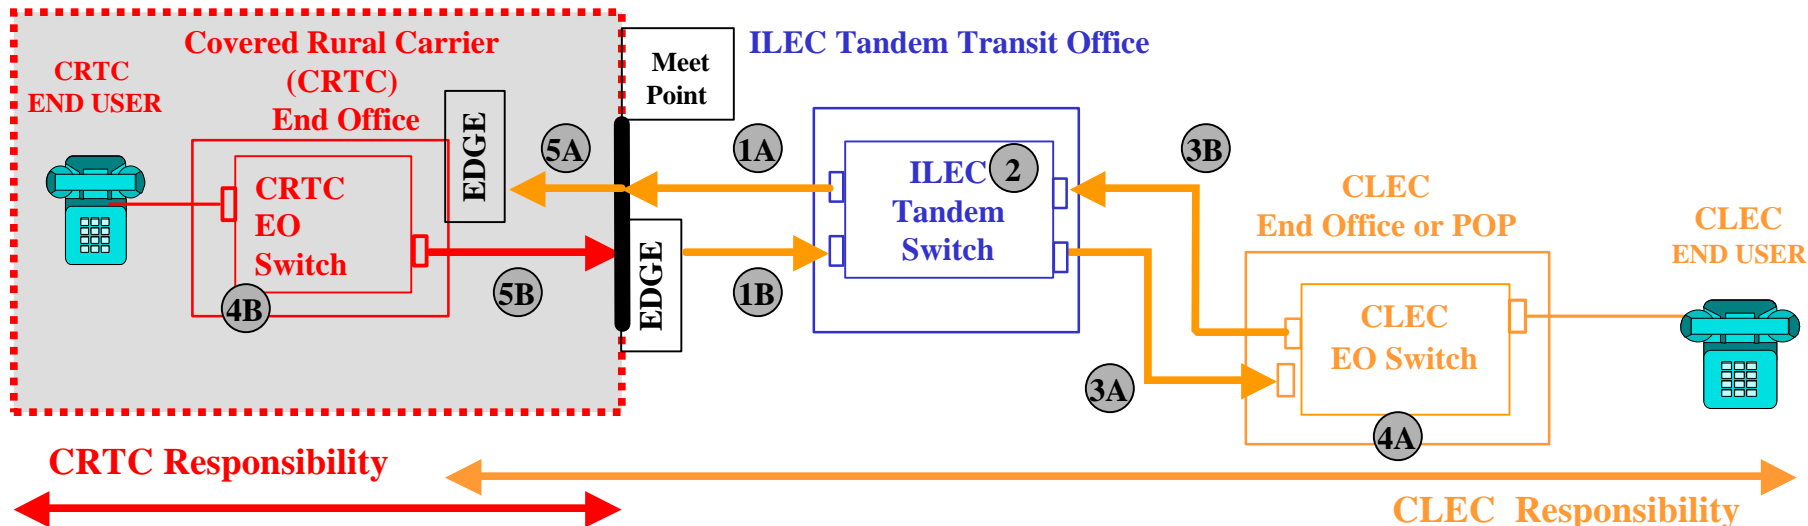 Covered Rural Carrier
(CRTC)
End Office
CRTC
END USER
EDGE
Meet
Point
ILEC Tandem Transit Office
5A
1A
2
3B
CRTC
EO
Switch
ILEC
Tandem
Switch
CLEC
End Office or POP
CLEC
END USER
4B
5B
EDGE
1B
CLEC
EO Switch
3A
4A
CRTC Responsibility
CLEC Responsibility